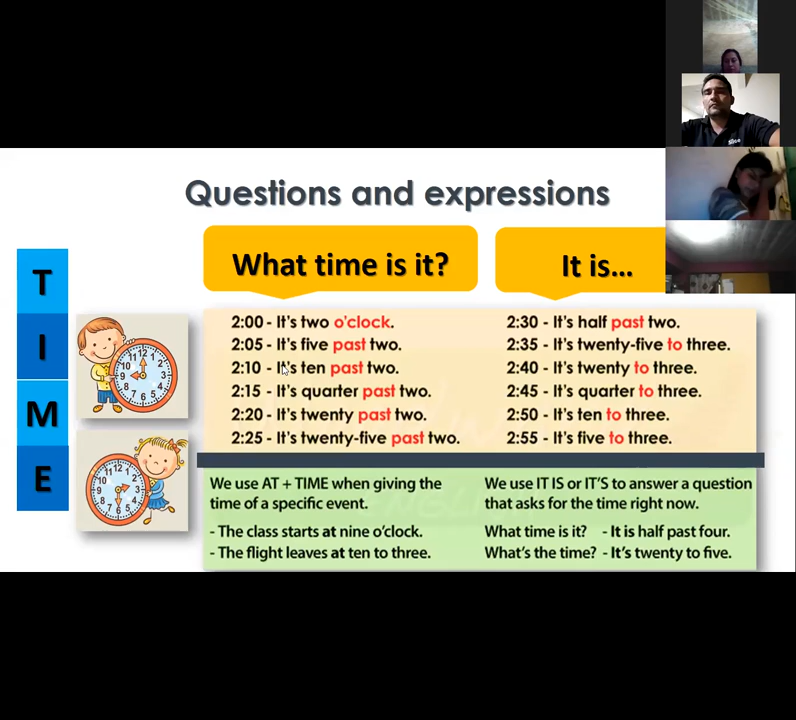 Questions and expressions
What time is it?
It is...
T
I
M
E
2:00 - It's two o'clock.
2:05 - It's five past two.
2:10 - It's ten past two.
2:15 - It's quarter past two.
2:20 - It's twenty past two.
2:25 - It's twenty-five past two.
2:30 - It's half past two.
2:35 - It's twenty-five to three.
2:40 - It's twenty to three.
2:45 - It's quarter to three.
2:50 - It's ten to three.
2:55 - It's five to three.
We use AT + TIME when giving the
time of a specific event.
- The class starts at nine o'clock.
- The flight leaves at ten to three.
We use IT IS or IT'S to answer a question
that asks for the time right now.
What time is it? - It is half past four.
What's the time? - It's twenty to five.